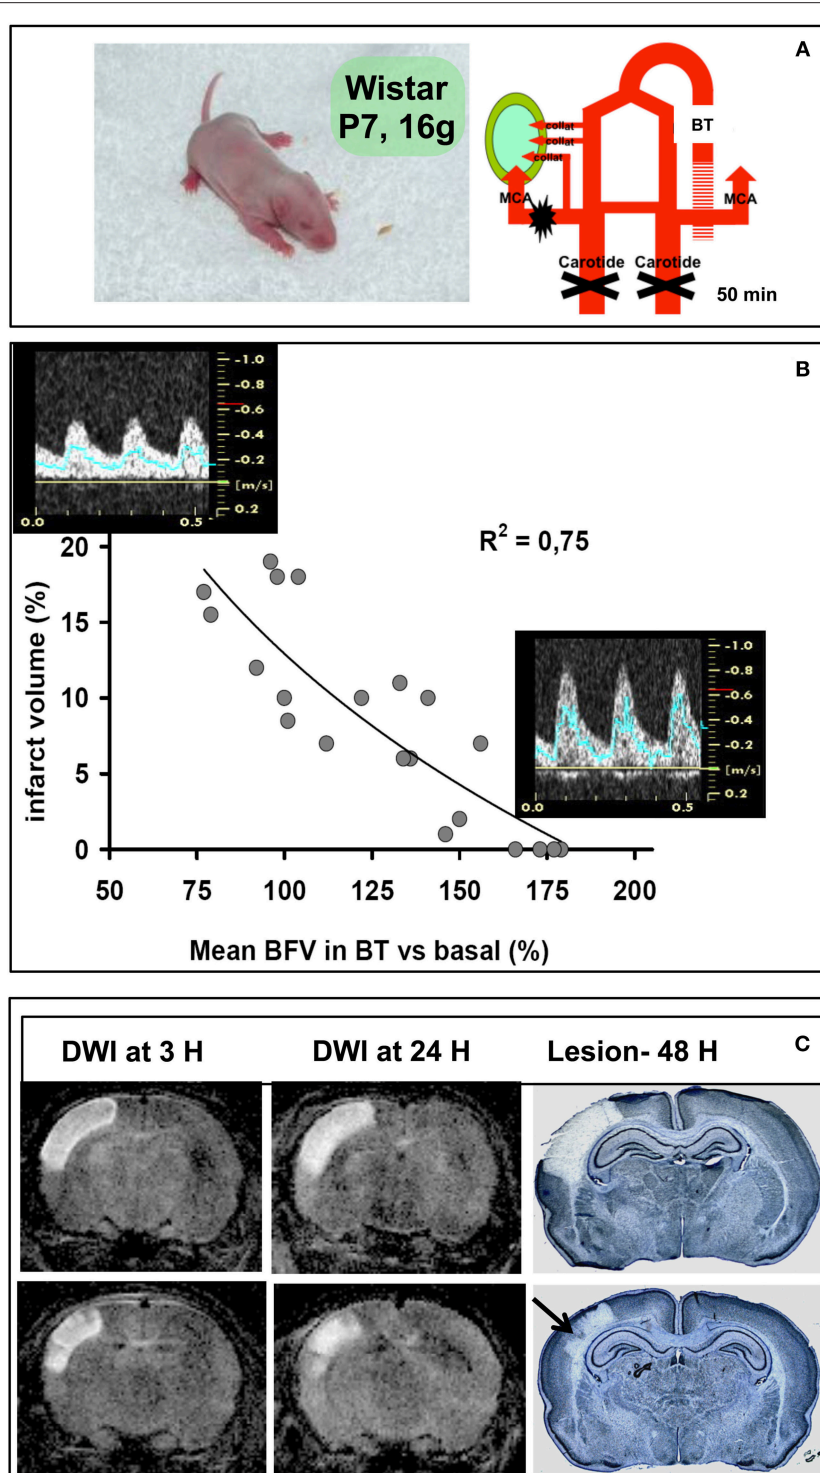 A
Wistar
P7, 16g
collat
collat
collat
BT
MCA
MCA
Carotide Carotide
50 min
B
-1.0
-0.8
-0.6
-0.4
-0.2
[m/s]
0.2
0.0 0.5
R² = 0,75
20
15
10
5
0
infarct volume (%)
-1.0
-0.8
-0.6
-0.4
-0.2
[m/s]
0.2
0.0 0.5
50 75 100 125 150 175 200
Mean BFV in BT vs basal (%)
C
DWI at 3 H DWI at 24 H Lesion- 48 H